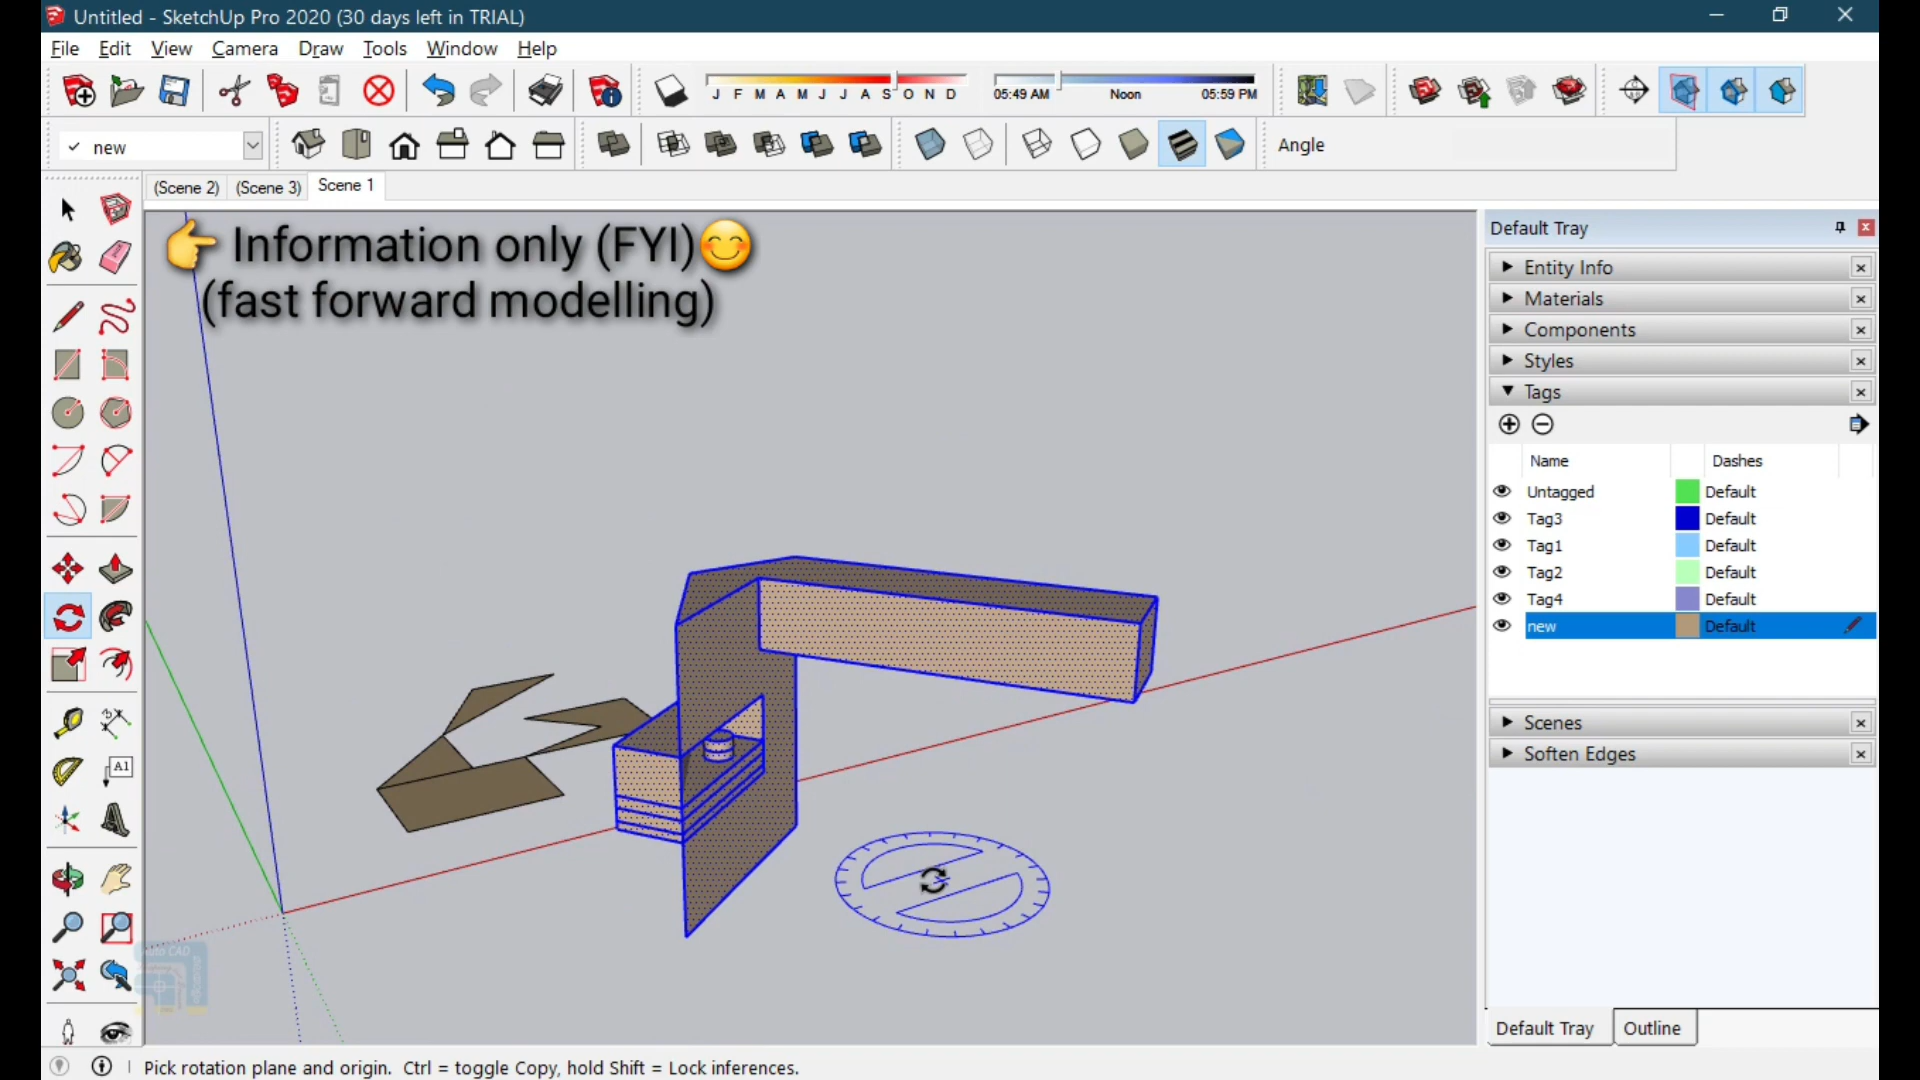 Untitled - SketchUp Pro 2020 (30 days left in TRIAL)
File Edit View Camera Draw Tools Window Help
J F M A M J J A S O N D
05:49 AM Noon 05:59 PM
new
Angle
(Scene 2) (Scene 3) Scene 1
Information only (FYI)
(fast forward modelling)
Default Tray
Entity Info
Materials
Components
Styles
Tags
Name Dashes
Untagged Default
Tag3 Default
Tag1 Default
Tag2 Default
Tag4 Default
new Default
Scenes
Soften Edges
A1
Default Tray Outline
Pick rotation plane and origin. Ctrl = toggle Copy, hold Shift = Lock inferences.